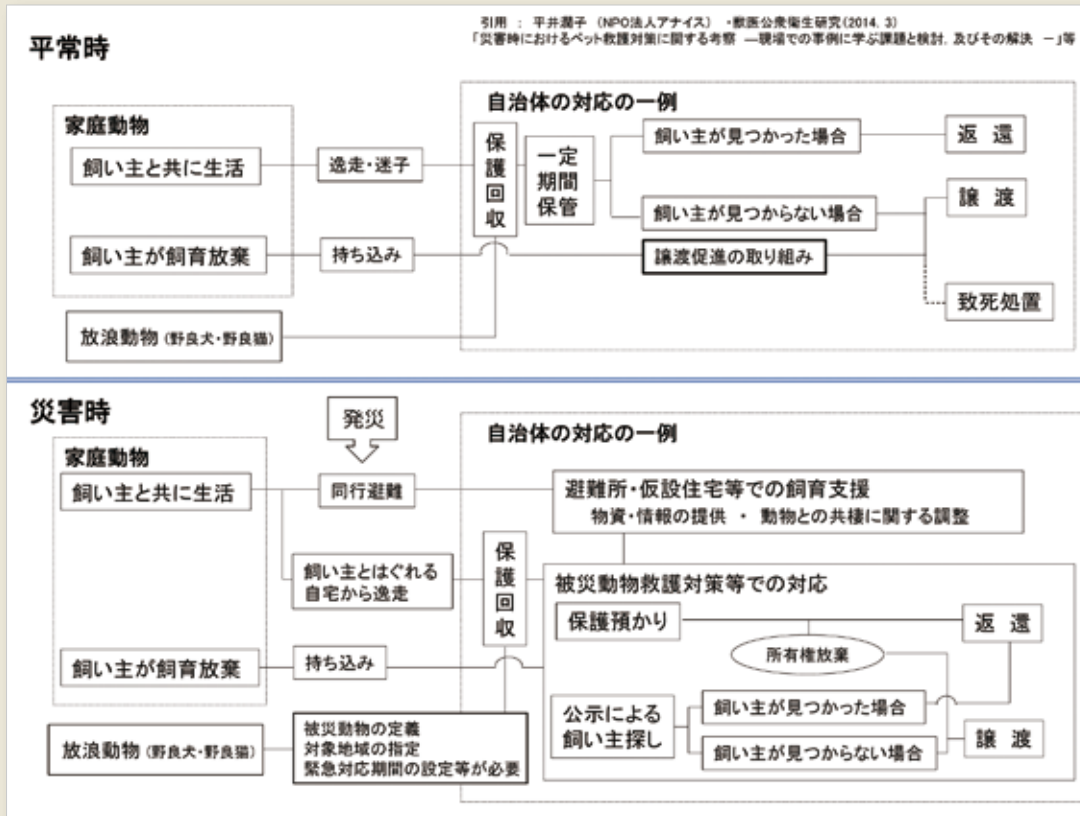 引用 : 平井潤子 (NPO法人アナイス) ・獣医公衆衛生研究(2014. 3)
「災害時におけるペット救護対策に関する考察 ―現場での事例に学ぶ課題と検討, 及びその解決 ―」等
平常時
自治体の対応の一例
家庭動物
飼い主と共に生活
逸走・迷子
保護回収
一定
期間
保管
飼い主が見つかった場合
返 還
飼い主が見つからない場合
譲 渡
飼い主が飼育放棄
持ち込み
譲渡促進の取り組み
致死処置
放浪動物 (野良犬・野良猫)
災害時
発災
自治体の対応の一例
家庭動物
飼い主と共に生活
同行避難
避難所・仮設住宅等での飼育支援
物資・情報の提供 ・ 動物との共棲に関する調整
飼い主とはぐれる
自宅から逸走
保護回収
被災動物救護対策等での対応
保護預かり
返 還
所有権放棄
飼い主が飼育放棄
持ち込み
公示による
飼い主探し
飼い主が見つかった場合
飼い主が見つからない場合
譲 渡
放浪動物 (野良犬・野良猫)
被災動物の定義
対象地域の指定
緊急対応期間の設定等が必要